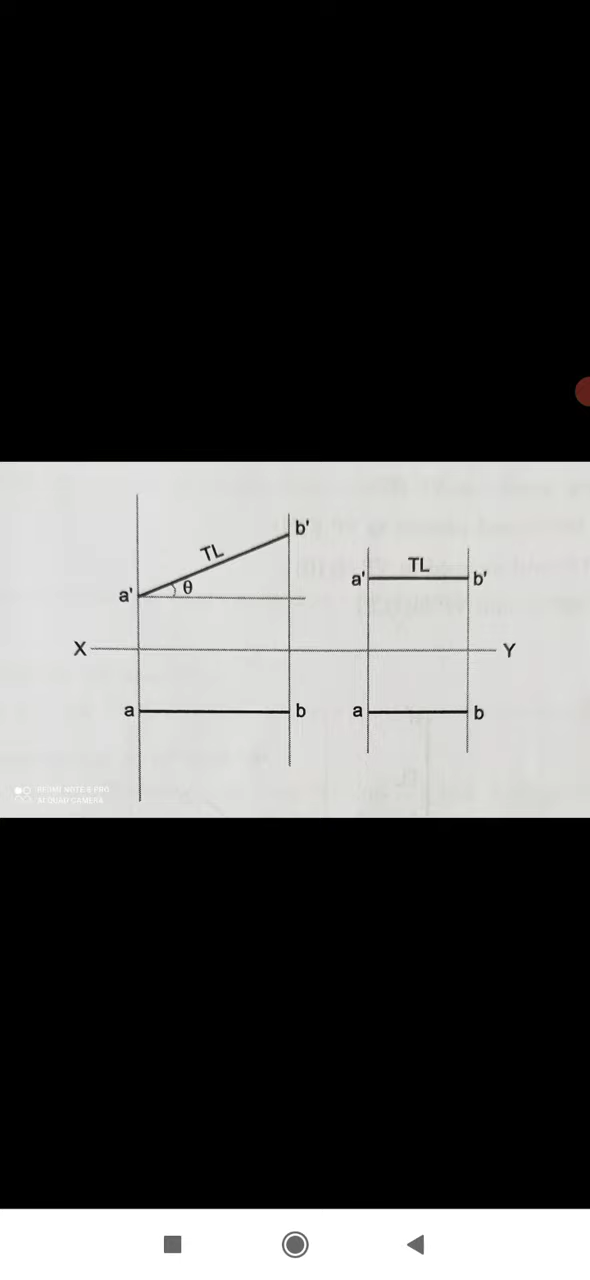 b'
TL
θ
a'
a' TL b'
X Y
a b
a b
REDMI NOTE 8 PRO
AI QUAD CAMERA